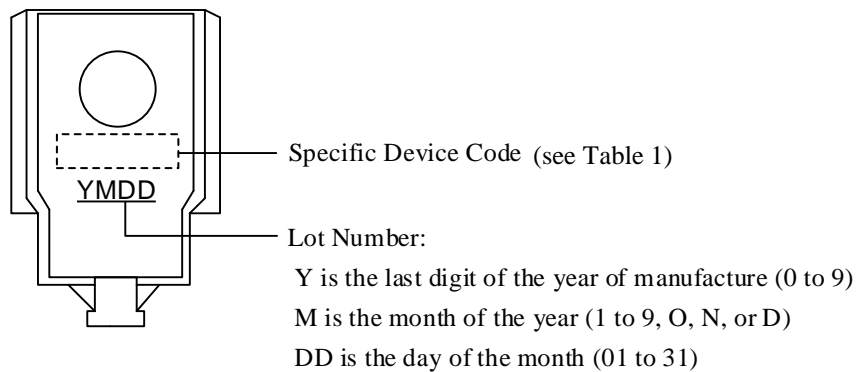 Specific Device Code (see Table 1)
YMDD
Lot Number:
Y is the last digit of the year of manufacture (0 to 9)
M is the month of the year (1 to 9, O, N, or D)
DD is the day of the month (01 to 31)